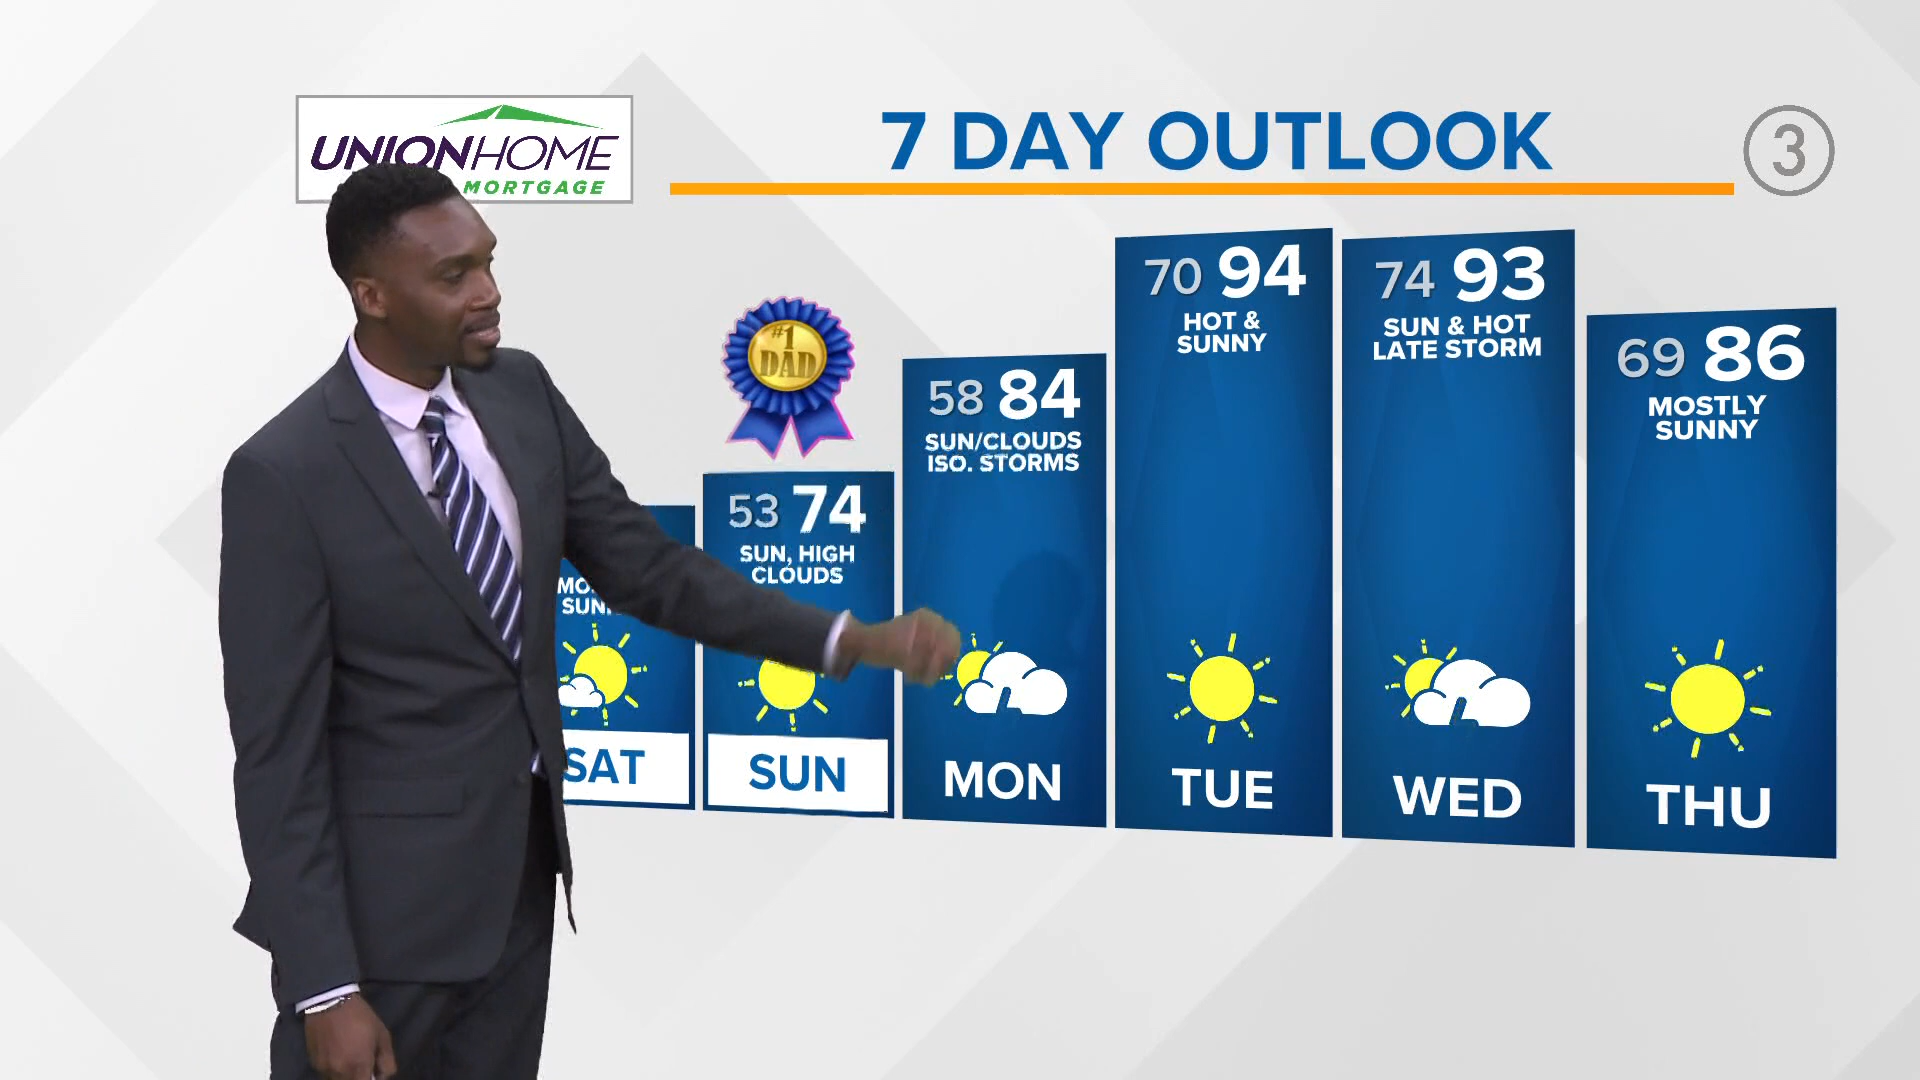 UNIONHOME
MORTGAGE
7 DAY OUTLOOK
3
#1
DAD
SUN.
SAT
53 74
SUN, HIGH
CLOUDS
SUN
58 84
SUN/CLOUDS
ISO. STORMS
MON
70 94
HOT &
SUNNY
TUE
74 93
SUN & HOT
LATE STORM
WED
69 86
MOSTLY
SUNNY
THU